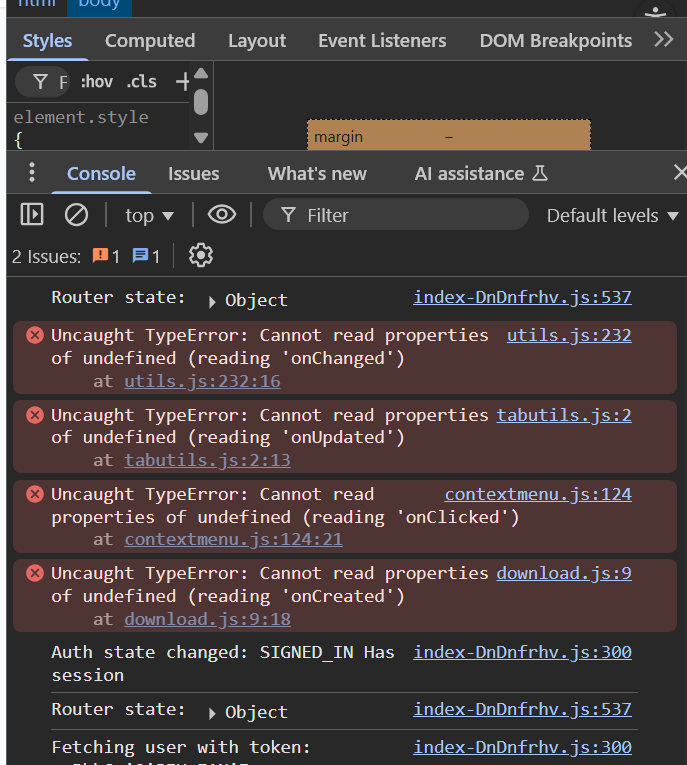 html body
Styles Computed Layout Event Listeners DOM Breakpoints
F :hov .cls
element.style
{
margin –
Console Issues What's new AI assistance
top Filter Default levels
2 Issues: 1 1
Router state: Object index-DnDnfrhv.js:537
Uncaught TypeError: Cannot read properties utils.js:232
of undefined (reading 'onChanged')
at utils.js:232:16
Uncaught TypeError: Cannot read properties tabutils.js:2
of undefined (reading 'onUpdated')
at tabutils.js:2:13
Uncaught TypeError: Cannot read contextmenu.js:124
properties of undefined (reading 'onClicked')
at contextmenu.js:124:21
Uncaught TypeError: Cannot read properties download.js:9
of undefined (reading 'onCreated')
at download.js:9:18
Auth state changed: SIGNED_IN Has index-DnDnfrhv.js:300
session
Router state: Object index-DnDnfrhv.js:537
Fetching user with token: index-DnDnfrhv.js:300